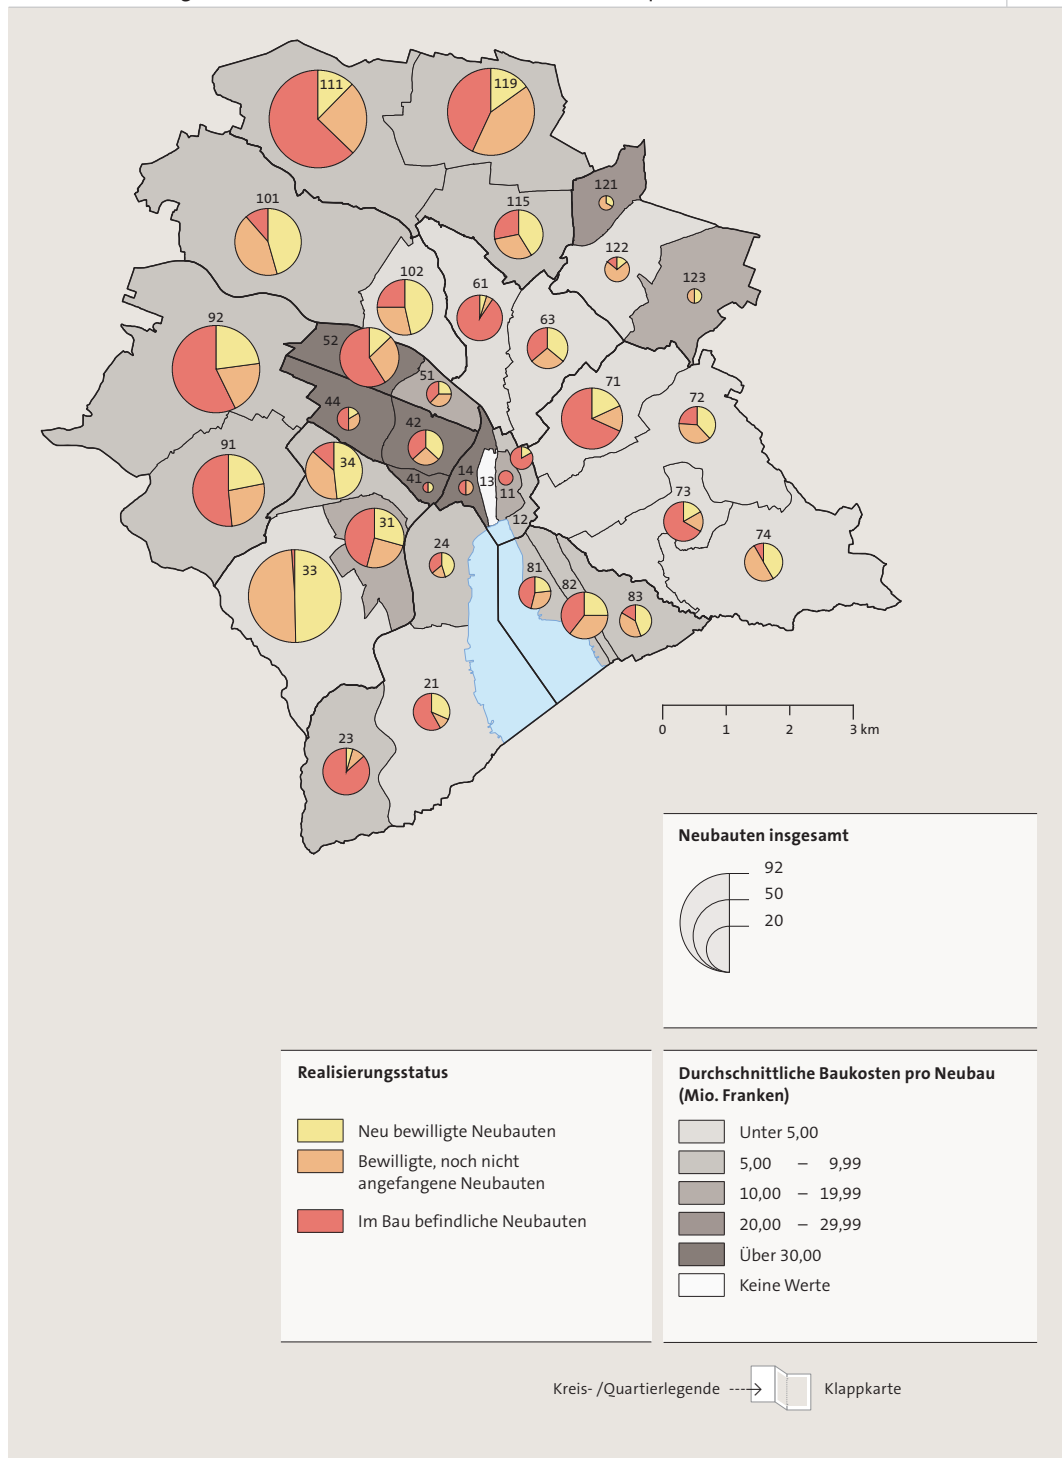 111
119
121
101
115
122
123
102
61
92
63
52
51
71
44
72
42
91
34
41
14
13
11
73
31
12
24
74
33
81
82
83
21
23
0 1 2 3 km
Neubauten insgesamt
92
50
20
Realisierungsstatus
Neu bewilligte Neubauten
Bewilligte, noch nicht
angefangene Neubauten
Im Bau befindliche Neubauten
Durchschnittliche Baukosten pro Neubau
(Mio. Franken)
Unter 5,00
5,00 – 9,99
10,00 – 19,99
20,00 – 29,99
Über 30,00
Keine Werte
Kreis- /Quartierlegende
Klappkarte